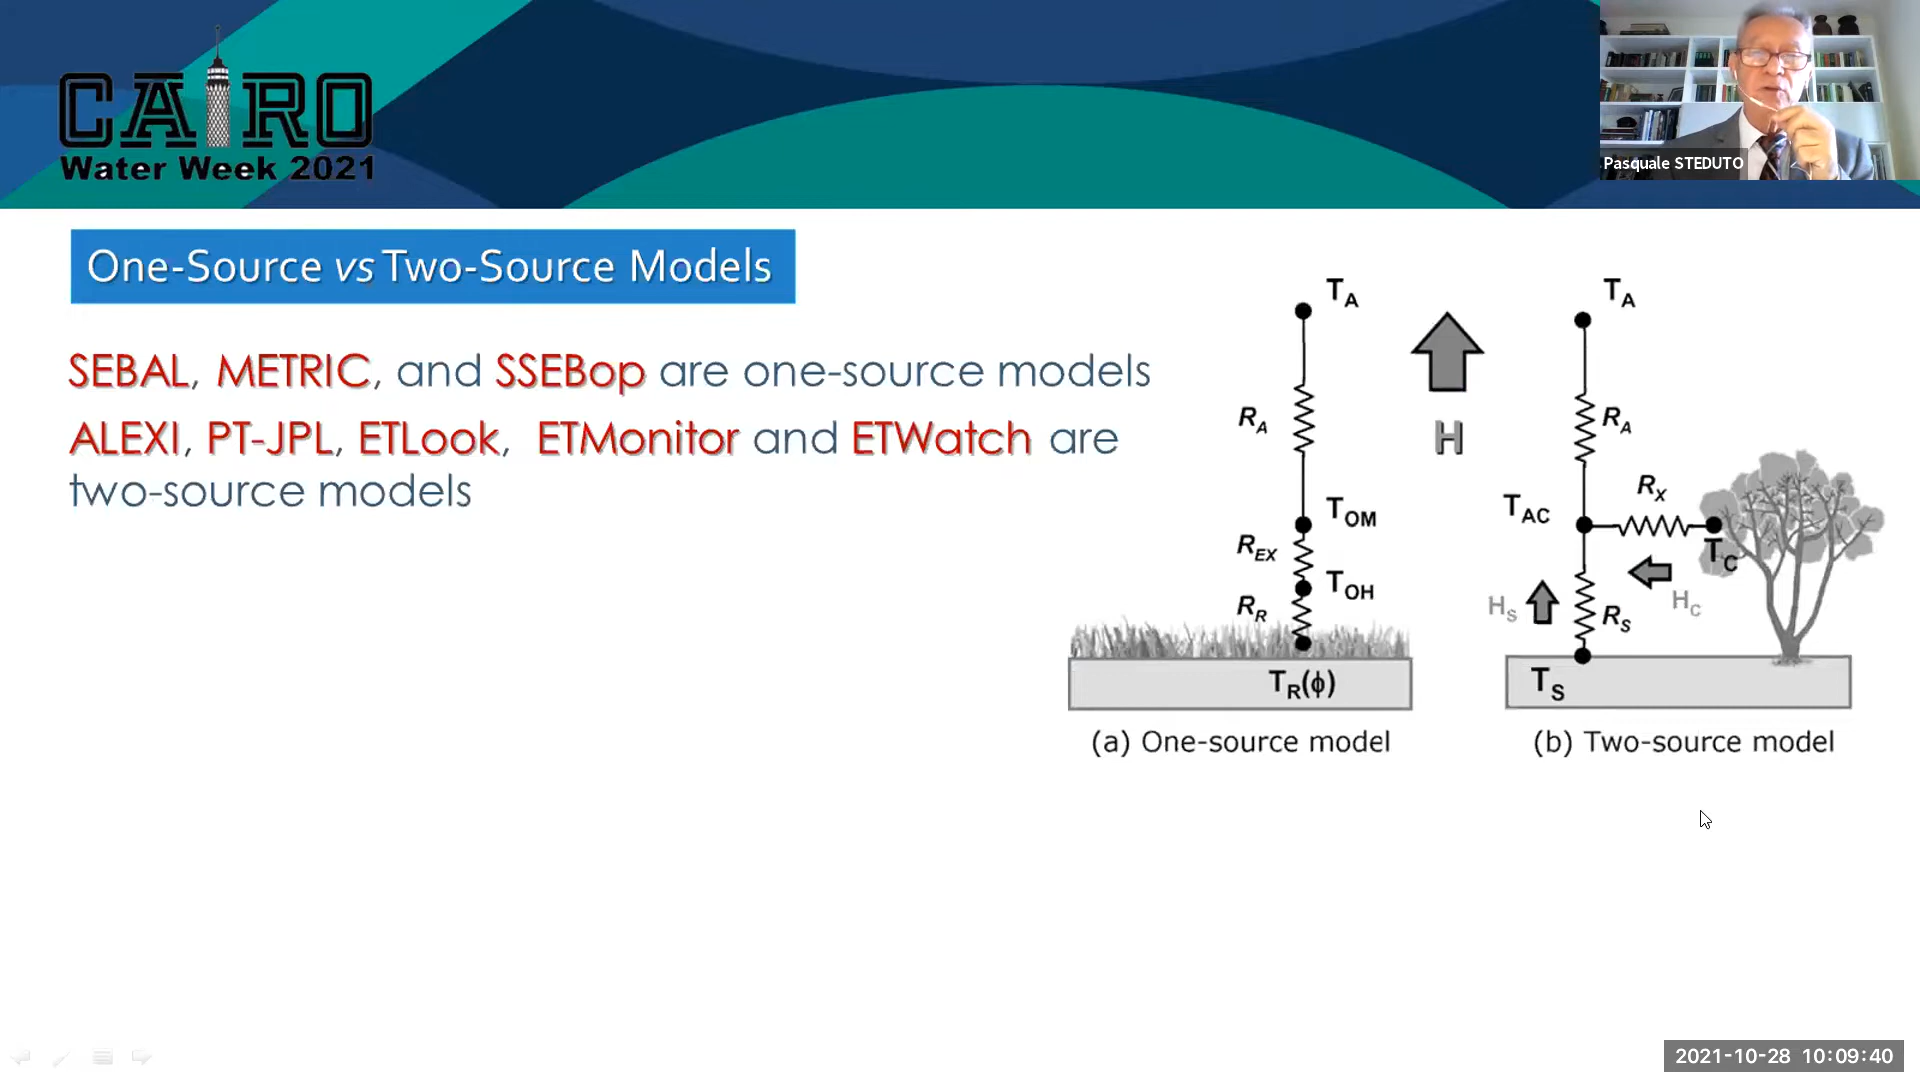 CAIRO
Water Week 2021
Pasquale STEDUTO
One-Source vs Two-Source Models
SEBAL, METRIC, and SSEBop are one-source models
ALEXI, PT-JPL, ETLook, ETMonitor and ETWatch are
two-source models
T_A
R_A
H
T_OM
R_EX
T_OH
R_R
T_R(ϕ)
(a) One-source model
T_A
R_A
R_X
T_AC
T_C
H_S
H_C
R_S
T_S
(b) Two-source model
2021-10-28 10:09:40